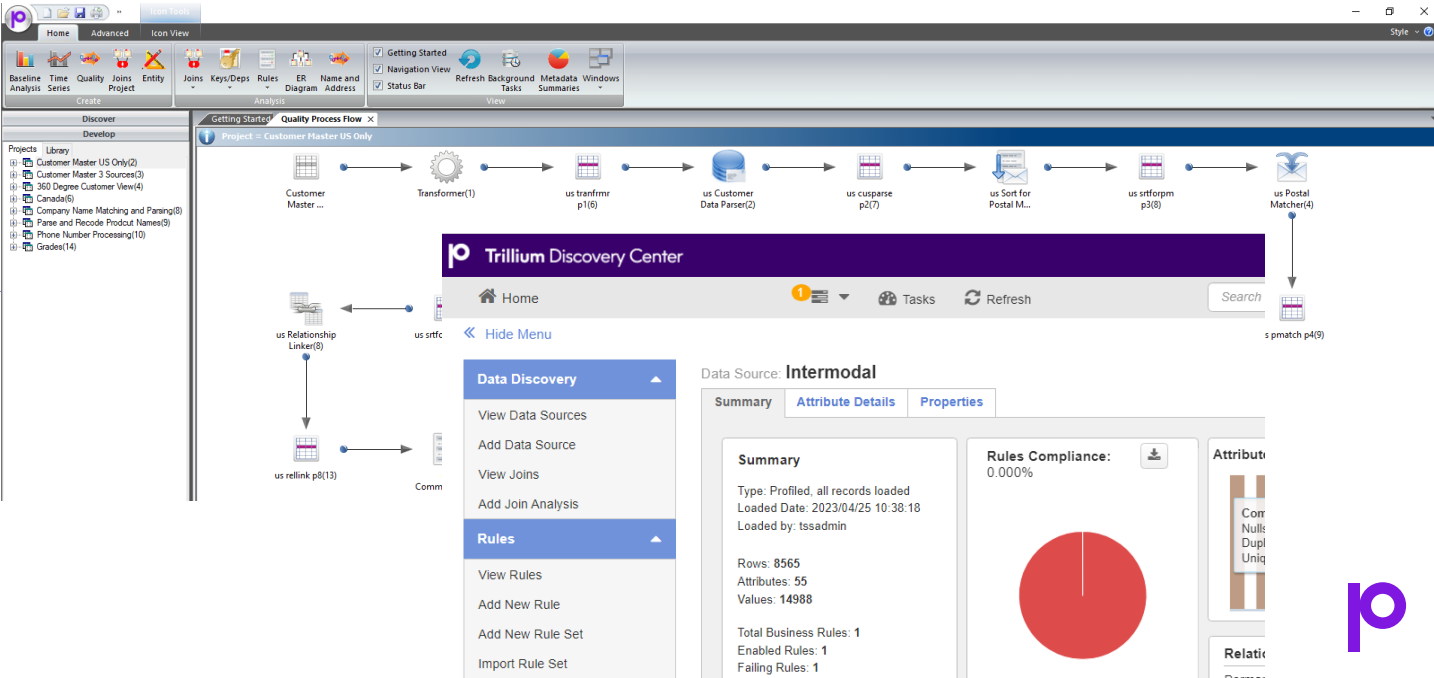 Icon Tools
Home Advanced Icon View
Style
Baseline Analysis
Time Series
Quality
Joins Project
Entity
Create
Joins
Keys/Deps
Rules
ER Diagram
Name and Address
Analysis
Getting Started
Navigation View
Status Bar
Refresh
Background Tasks
Metadata Summaries
Windows
View
Discover
Develop
Projects Library
Customer Master US Only(2)
Customer Master 3 Sources(3)
360 Degree Customer View(4)
Canada(6)
Company Name Matching and Parsing(8)
Parse and Recode Prodcut Names(9)
Phone Number Processing(10)
Grades(14)
Getting Started Quality Process Flow
Project = Customer Master US Only
Customer
Master ...
Transformer(1)
us tranfrmr
p1(6)
us Customer
Data Parser(2)
us cusparse
p2(7)
us Sort for
Postal M...
us srtforpm
p3(8)
us Postal
Matcher(4)
s pmatch p4(9)
us Relationship
Linker(8)
us srtfo
us rellink p8(13)
Comm
Trillium Discovery Center
Home
1
Tasks
Refresh
Search
Hide Menu
Data Discovery
View Data Sources
Add Data Source
View Joins
Add Join Analysis
Rules
View Rules
Add New Rule
Add New Rule Set
Import Rule Set
Data Source: Intermodal
Summary Attribute Details Properties
Summary
Type: Profiled, all records loaded
Loaded Date: 2023/04/25 10:38:18
Loaded by: tssadmin
Rows: 8565
Attributes: 55
Values: 14988
Total Business Rules: 1
Enabled Rules: 1
Failing Rules: 1
Rules Compliance:
0.000%
Attribute
Com
Nulls
Dupl
Uniq
Relatio